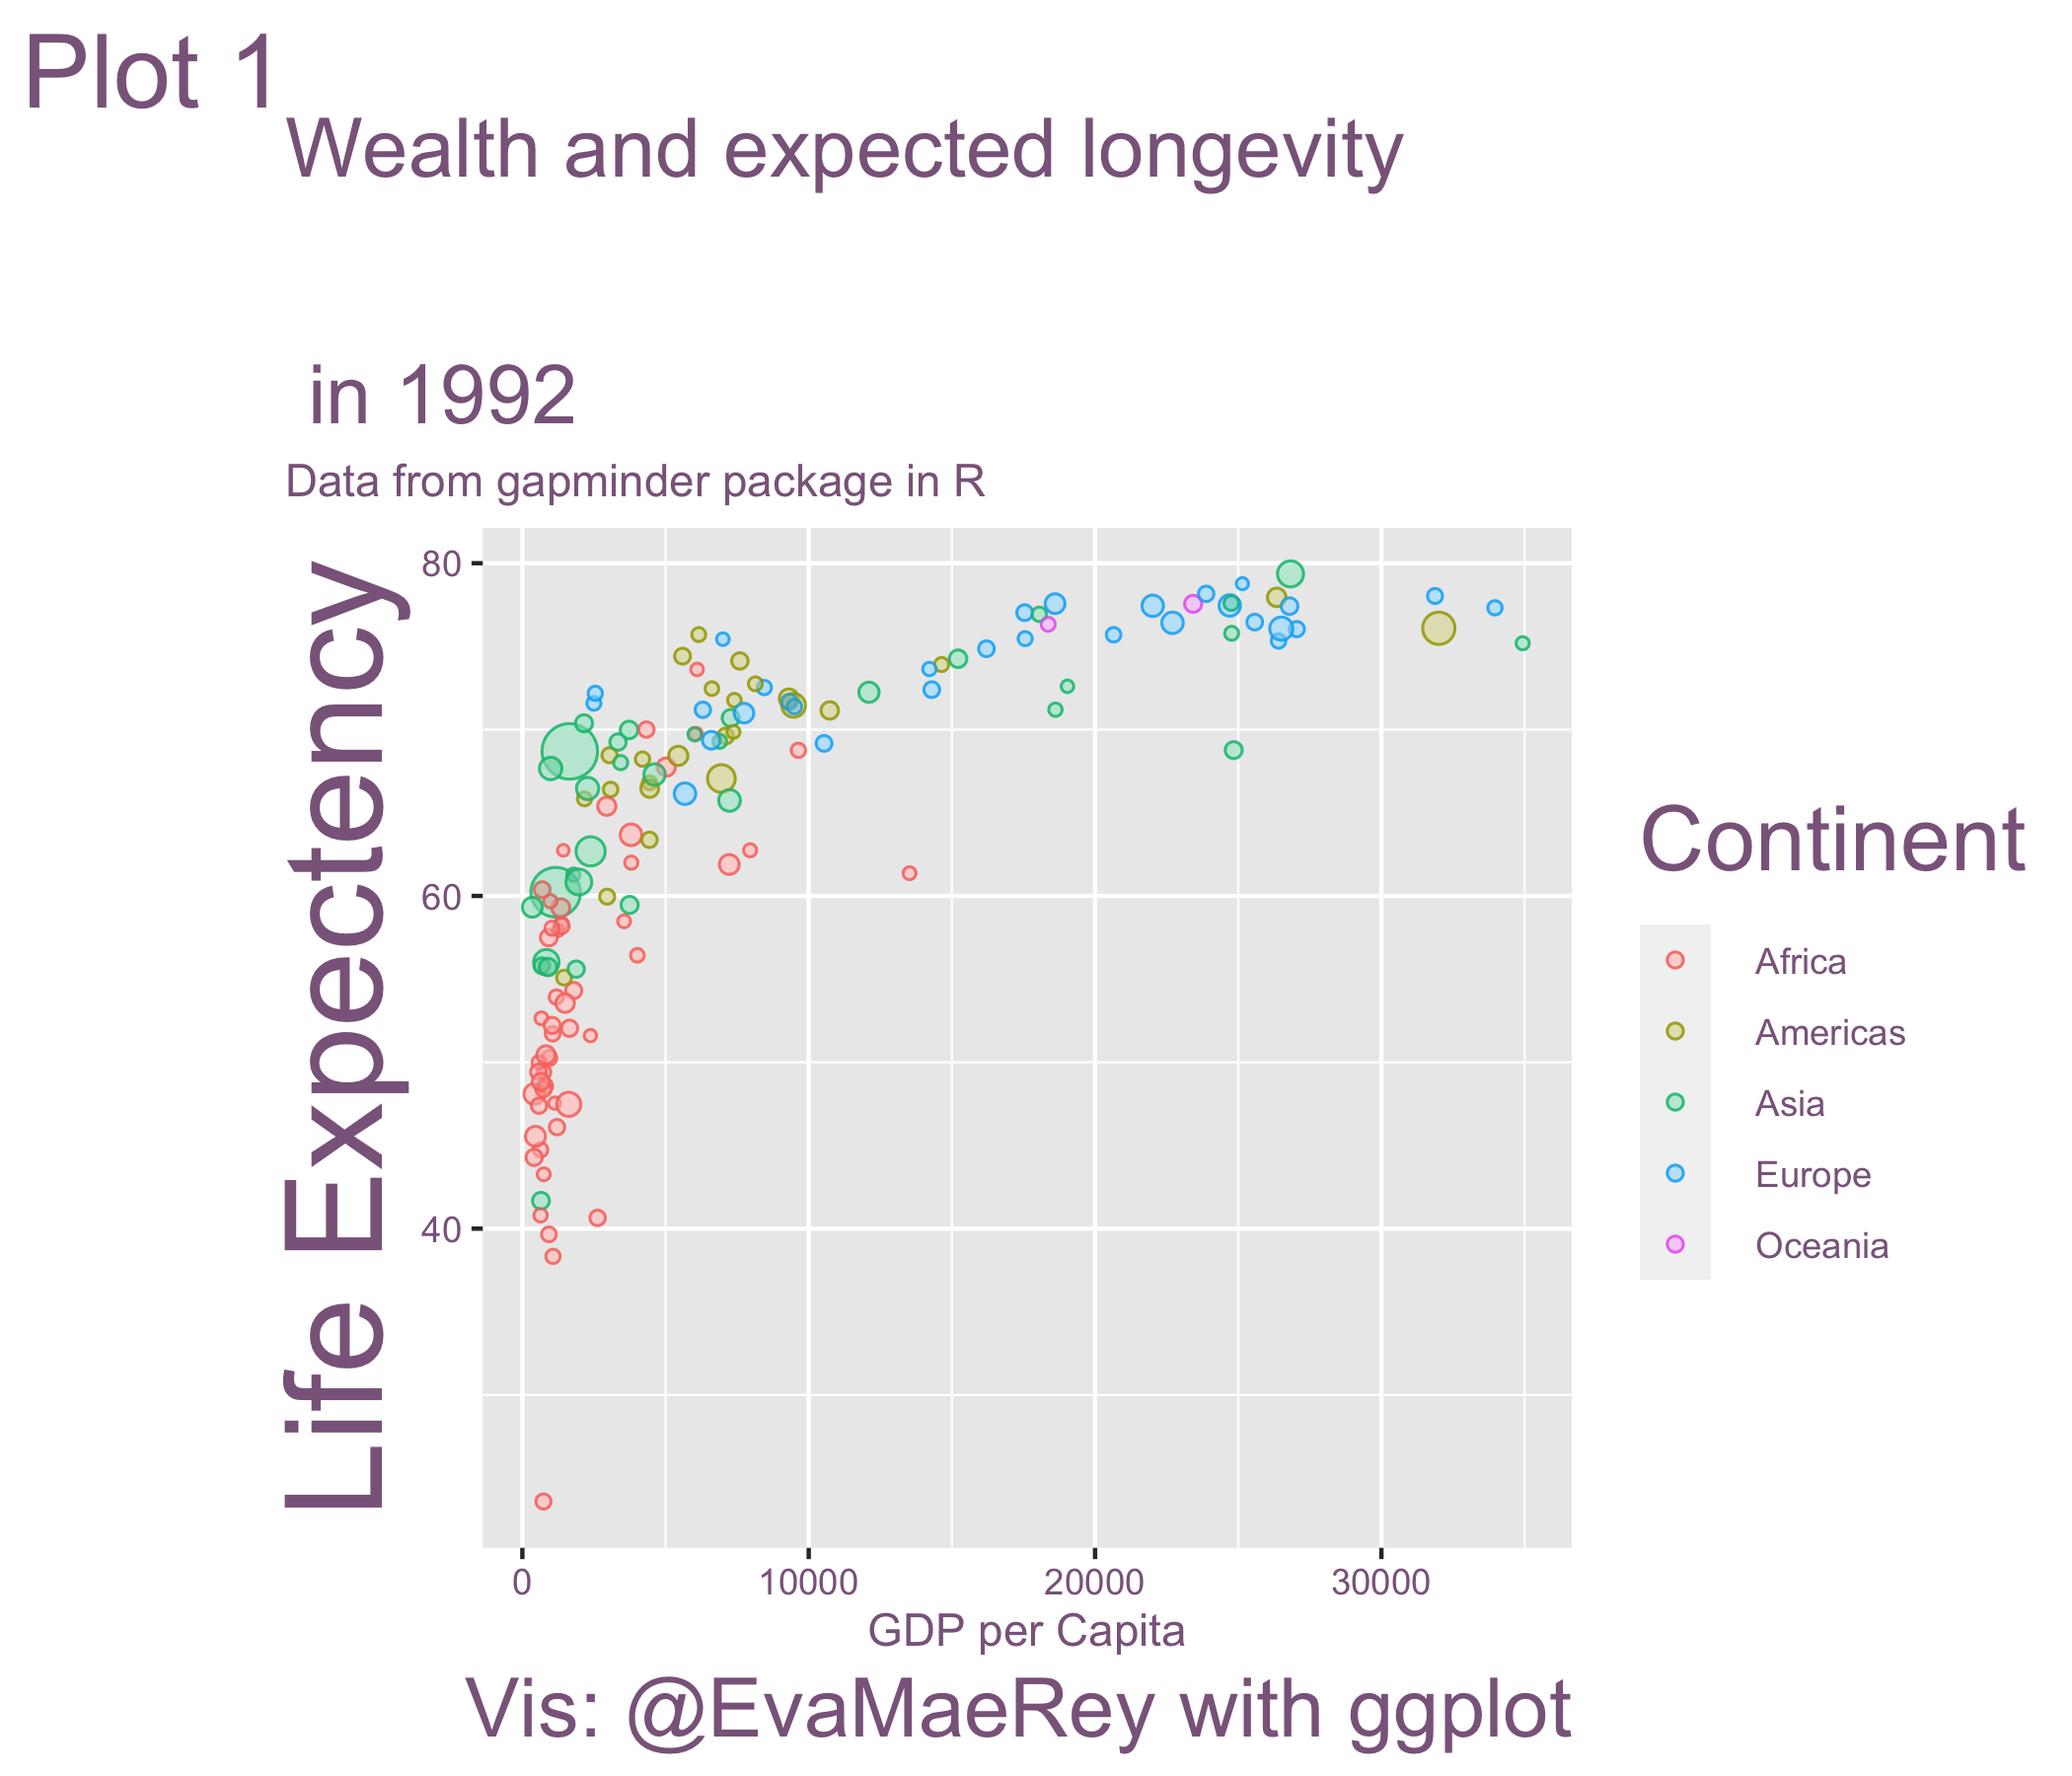 Plot 1
Wealth and expected longevity
in 1992
Data from gapminder package in R
Life Expectency
80
60
40
0 10000 20000 30000
GDP per Capita
Vis: @EvaMaeRey with ggplot
Continent
Africa
Americas
Asia
Europe
Oceania